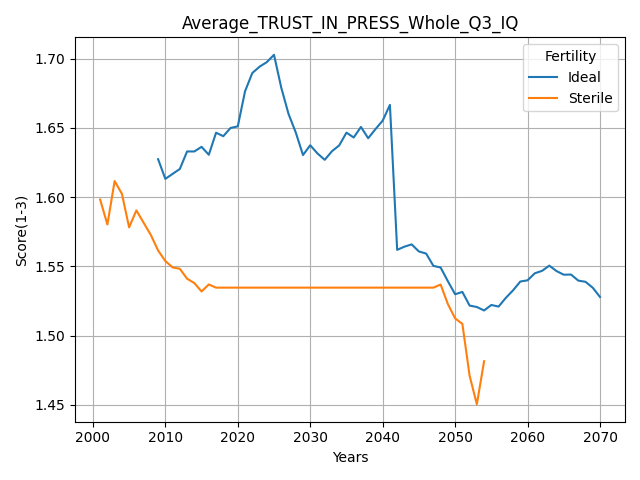 Average_TRUST_IN_PRESS_Whole_Q3_IQ
Fertility
Ideal
Sterile
Score(1-3)
1.70
1.65
1.60
1.55
1.50
1.45
2000 2010 2020 2030 2040 2050 2060 2070
Years